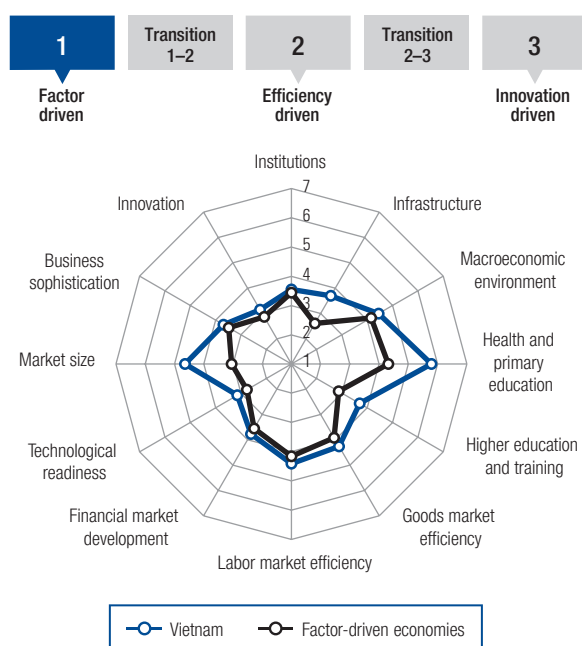 1
Transition
1–2
2
Transition
2–3
3
Factor
driven
Efficiency
driven
Innovation
driven
Institutions
Innovation
Infrastructure
Business
sophistication
Macroeconomic
environment
Market size
Health and
primary
education
Technological
readiness
Higher education
and training
Financial market
development
Goods market
efficiency
Labor market efficiency
7
6
5
4
3
2
1
Vietnam
Factor-driven economies